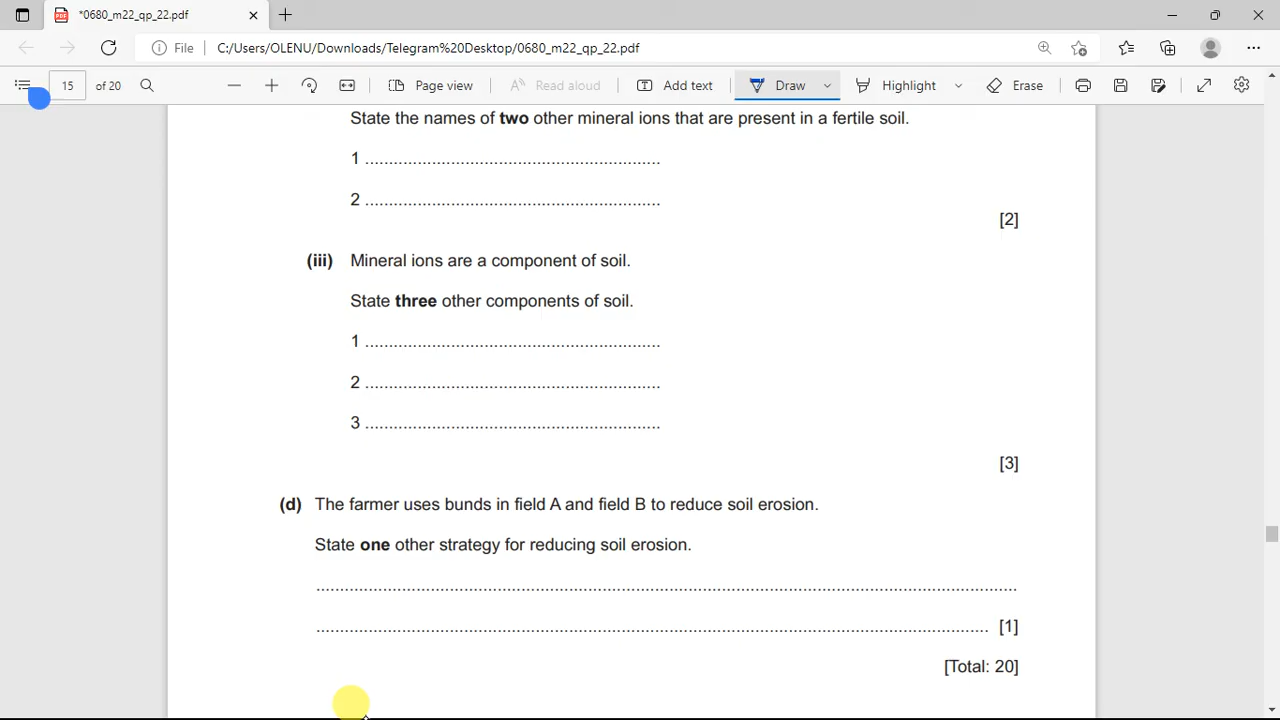 *0680_m22_qp_22.pdf
File C:/Users/OLENU/Downloads/Telegram%20Desktop/0680_m22_qp_22.pdf
15 of 20 Page view Read aloud Add text Draw Highlight Erase
State the names of two other mineral ions that are present in a fertile soil.
1 ...............................................................
2 ...............................................................
[2]
(iii) Mineral ions are a component of soil.
State three other components of soil.
1 ...............................................................
2 ...............................................................
3 ...............................................................
[3]
(d) The farmer uses bunds in field A and field B to reduce soil erosion.
State one other strategy for reducing soil erosion.
......................................................................................................................................................
................................................................................................................................................ [1]
[Total: 20]